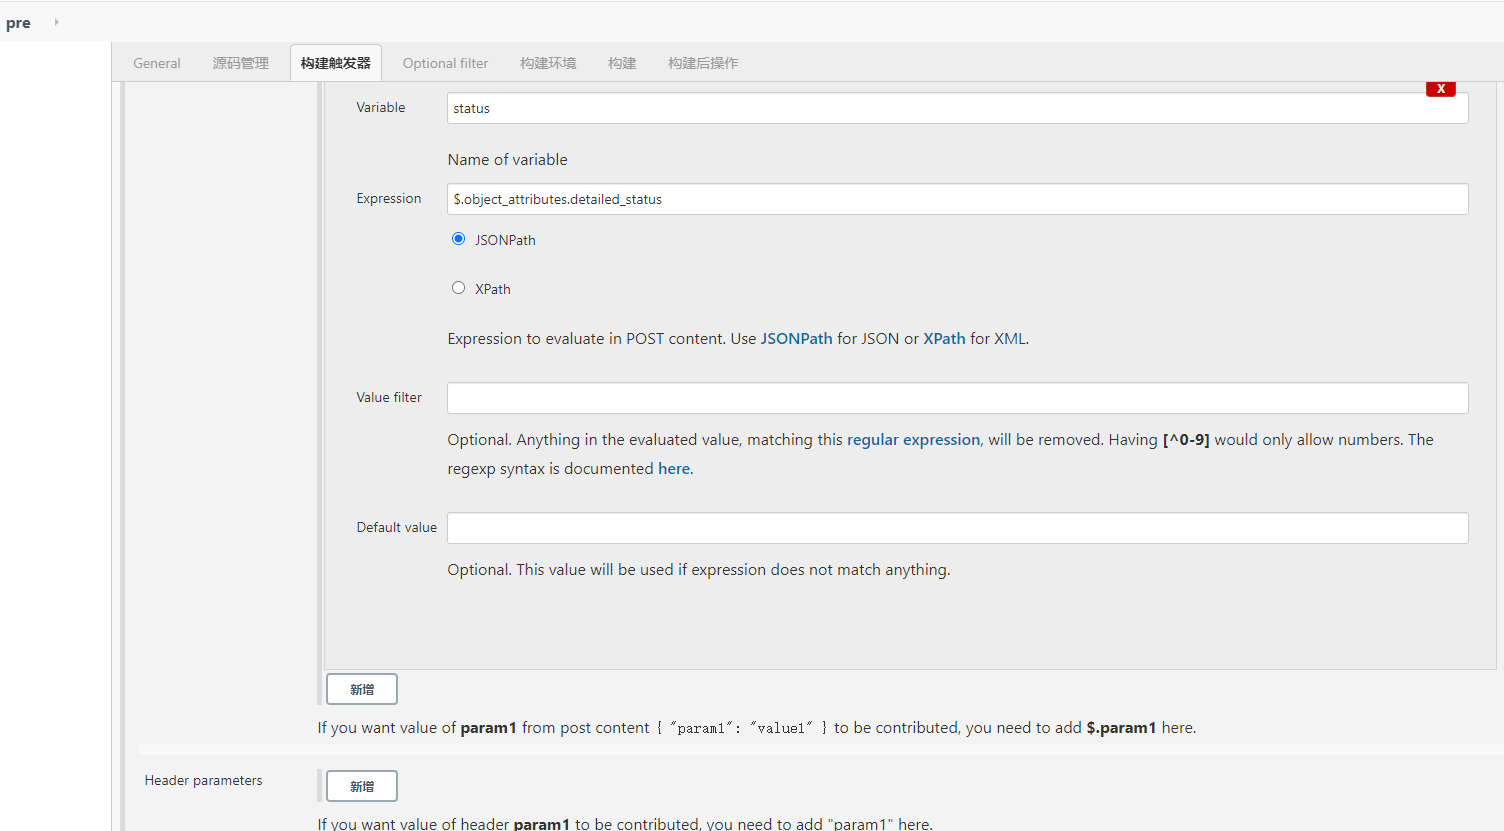 pre
General 源码管理 构建触发器 Optional filter 构建环境 构建 构建后操作
X
Variable status
Name of variable
Expression $.object_attributes.detailed_status
JSONPath
XPath
Expression to evaluate in POST content. Use JSONPath for JSON or XPath for XML.
Value filter
Optional. Anything in the evaluated value, matching this regular expression, will be removed. Having [^0-9] would only allow numbers. The
regexp syntax is documented here.
Default value
Optional. This value will be used if expression does not match anything.
新增
If you want value of param1 from post content { "param1": "value1" } to be contributed, you need to add $.param1 here.
Header parameters 新增
If you want value of header param1 to be contributed, you need to add "param1" here.